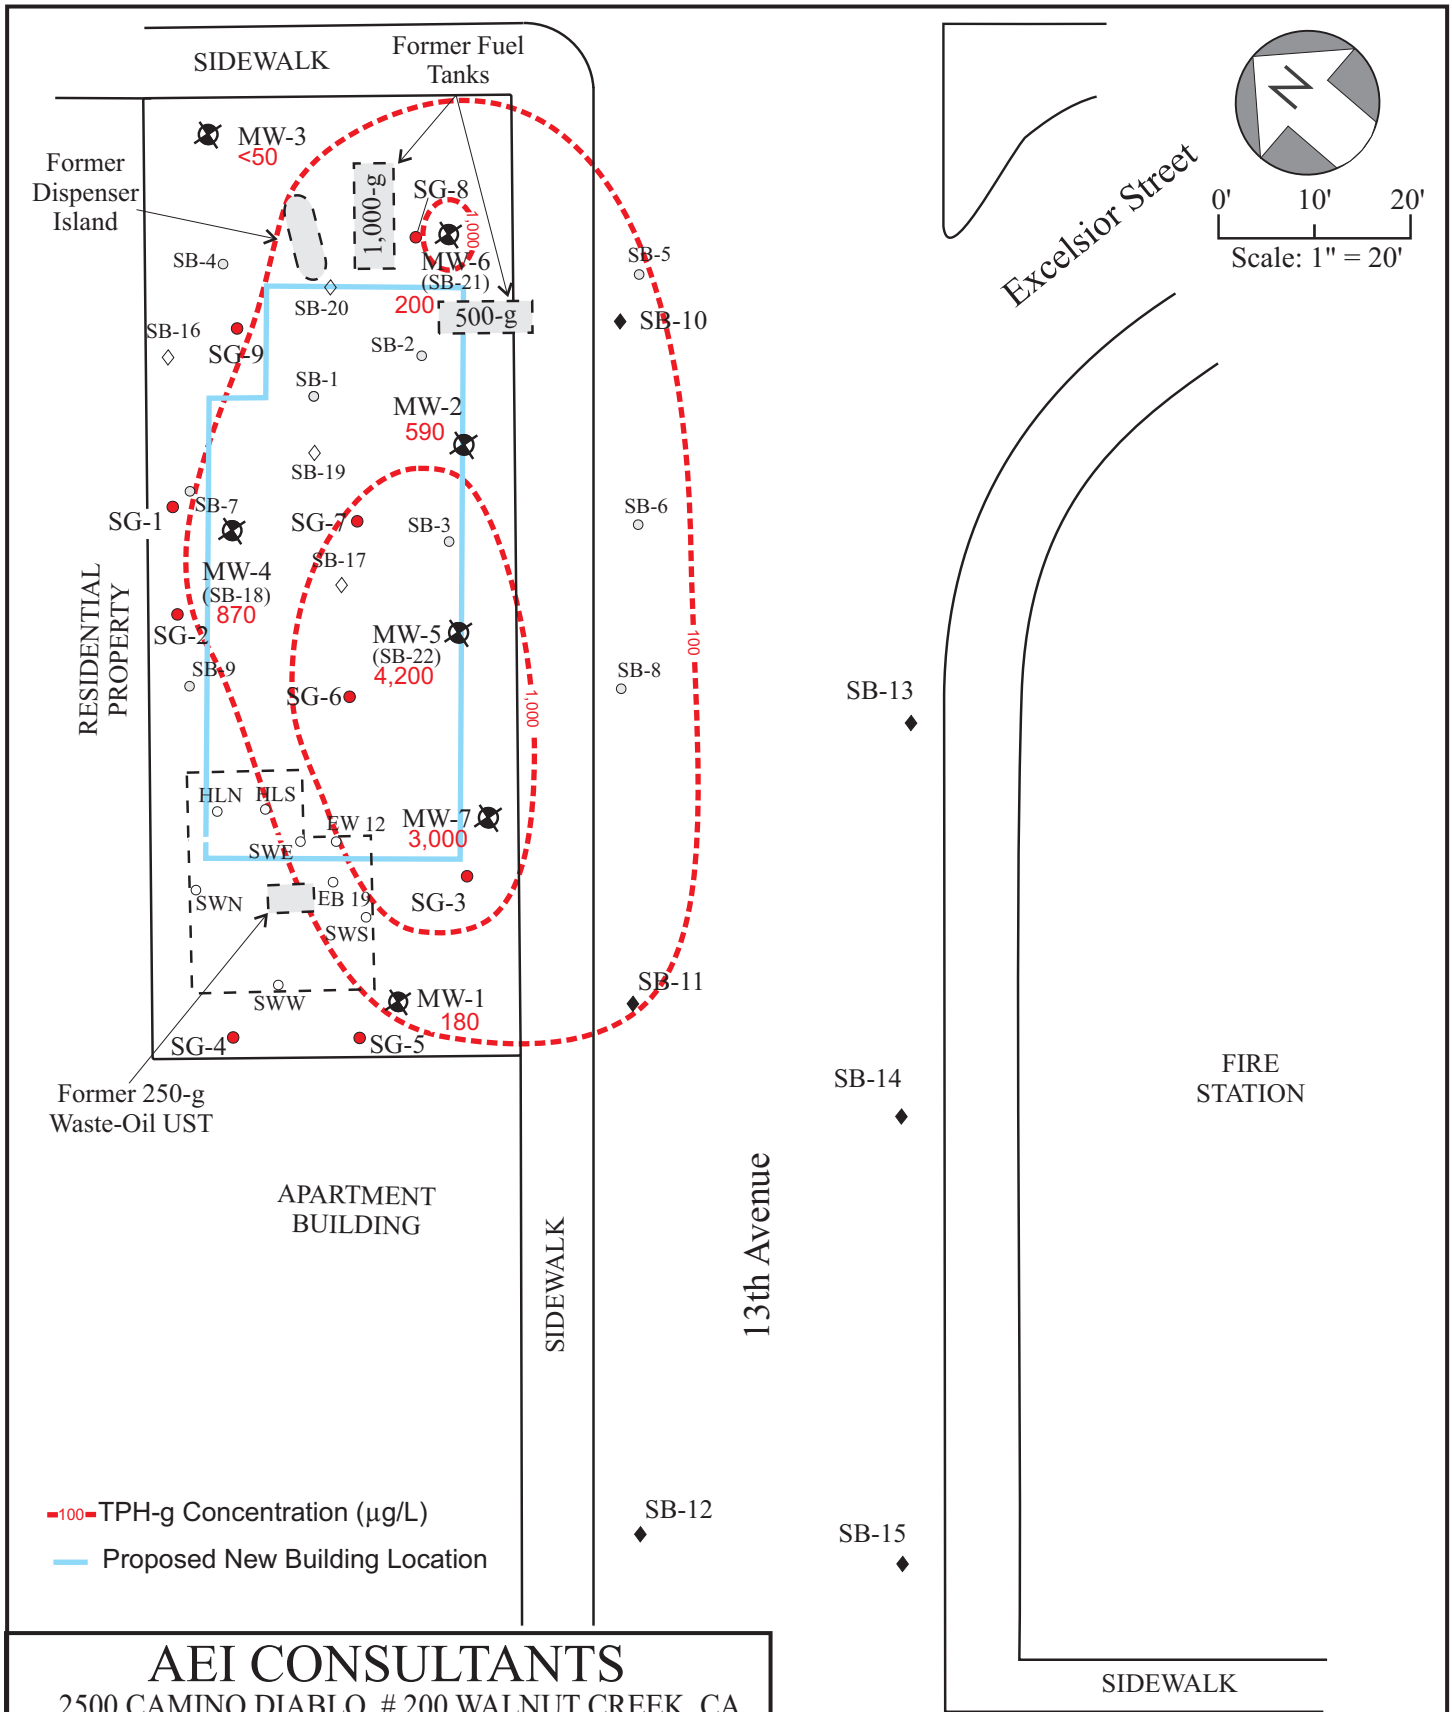 SIDEWALK
Former Fuel
Tanks
MW-3
<50
Former
Dispenser
Island
1,000-g
SG-8
1,000
MW-6
(SB-21)
200
500-g
SB-4
SB-20
SB-16
SG-9
SB-2
SB-1
MW-2
590
SB-19
SB-5
SB-10
Excelsior Street
N
0' 10' 20'
Scale: 1" = 20'
SB-7
SG-1
SG-7
SB-3
SB-6
SB-17
MW-4
(SB-18)
870
RESIDENTIAL
PROPERTY
SG-2
MW-5
(SB-22)
4,200
100
SB-9
SG-6
SB-8
1,000
SB-13
HLN HLS
EW 12
MW-7
3,000
SWE
SWN
EB 19
SG-3
SWS
SWW
MW-1
180
SB-11
SG-4
SG-5
Former 250-g
Waste-Oil UST
SB-14
FIRE
STATION
APARTMENT
BUILDING
SIDEWALK
13th Avenue
100 TPH-g Concentration (µg/L)
Proposed New Building Location
SB-12
SB-15
SIDEWALK
AEI CONSULTANTS
2500 CAMINO DIABLO, # 200 WALNUT CREEK, CA